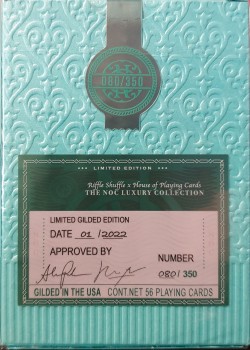 080/350
LIMITED EDITION
Riffle Shuffle x House of Playing Cards
THE NOC LUXURY COLLECTION
LIMITED GILDED EDITION
DATE 01 /2022
APPROVED BY
NUMBER
080/ 350
GILDED IN THE USA CONT.NET 56 PLAYING CARDS